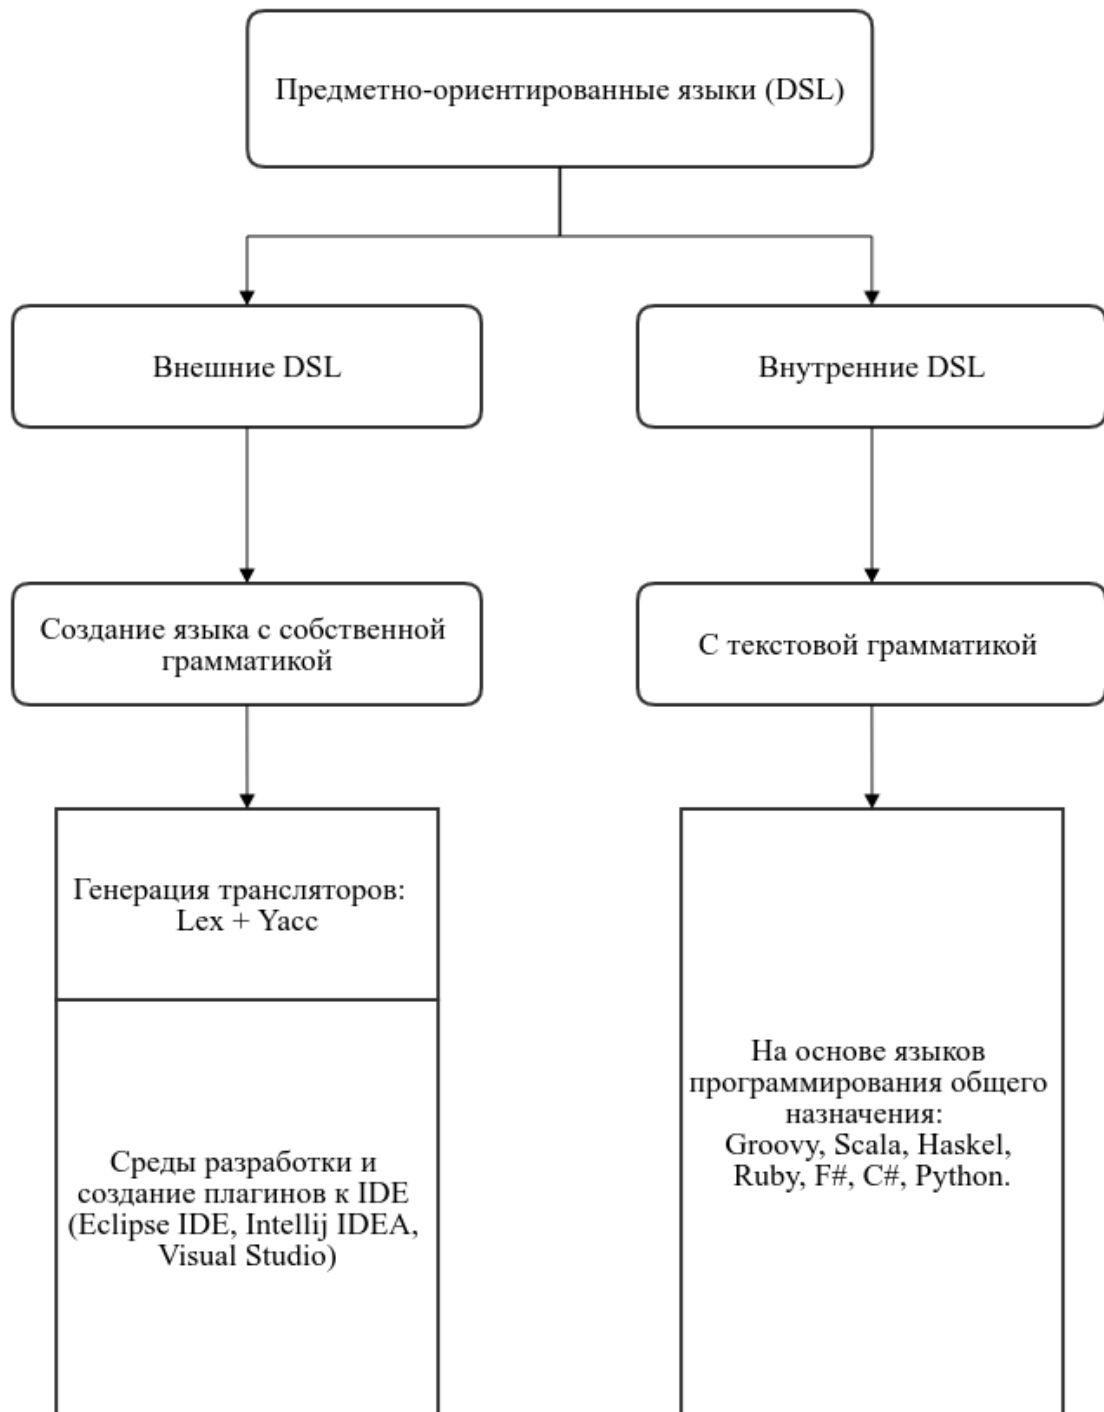 Предметно-ориентированные языки (DSL)
Внешние DSL
Внутренние DSL
Создание языка с собственной
грамматикой
С текстовой грамматикой
Генерация трансляторов:
Lex + Yacc
Среды разработки и
создание плагинов к IDE
(Eclipse IDE, Intellij IDEA,
Visual Studio)
На основе языков
программирования общего
назначения:
Groovy, Scala, Haskel,
Ruby, F#, C#, Python.